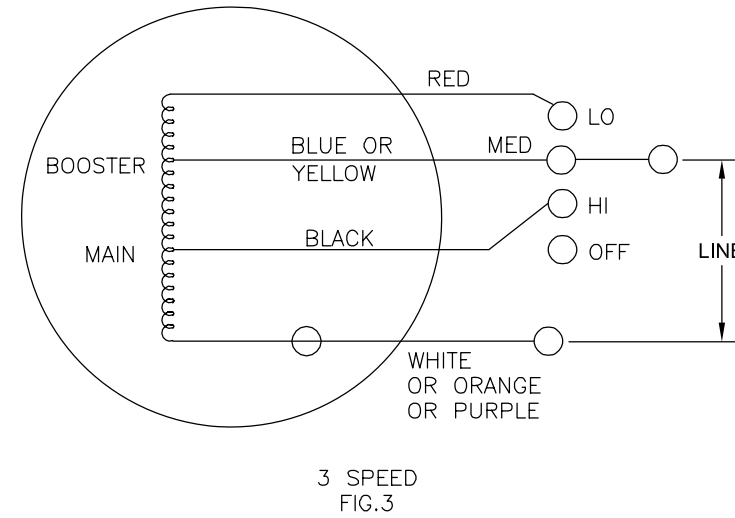 RED
LO
BLUE OR
YELLOW
MED
BOOSTER
HI
BLACK
MAIN
OFF
LINE
WHITE
OR ORANGE
OR PURPLE
3 SPEED
FIG.3